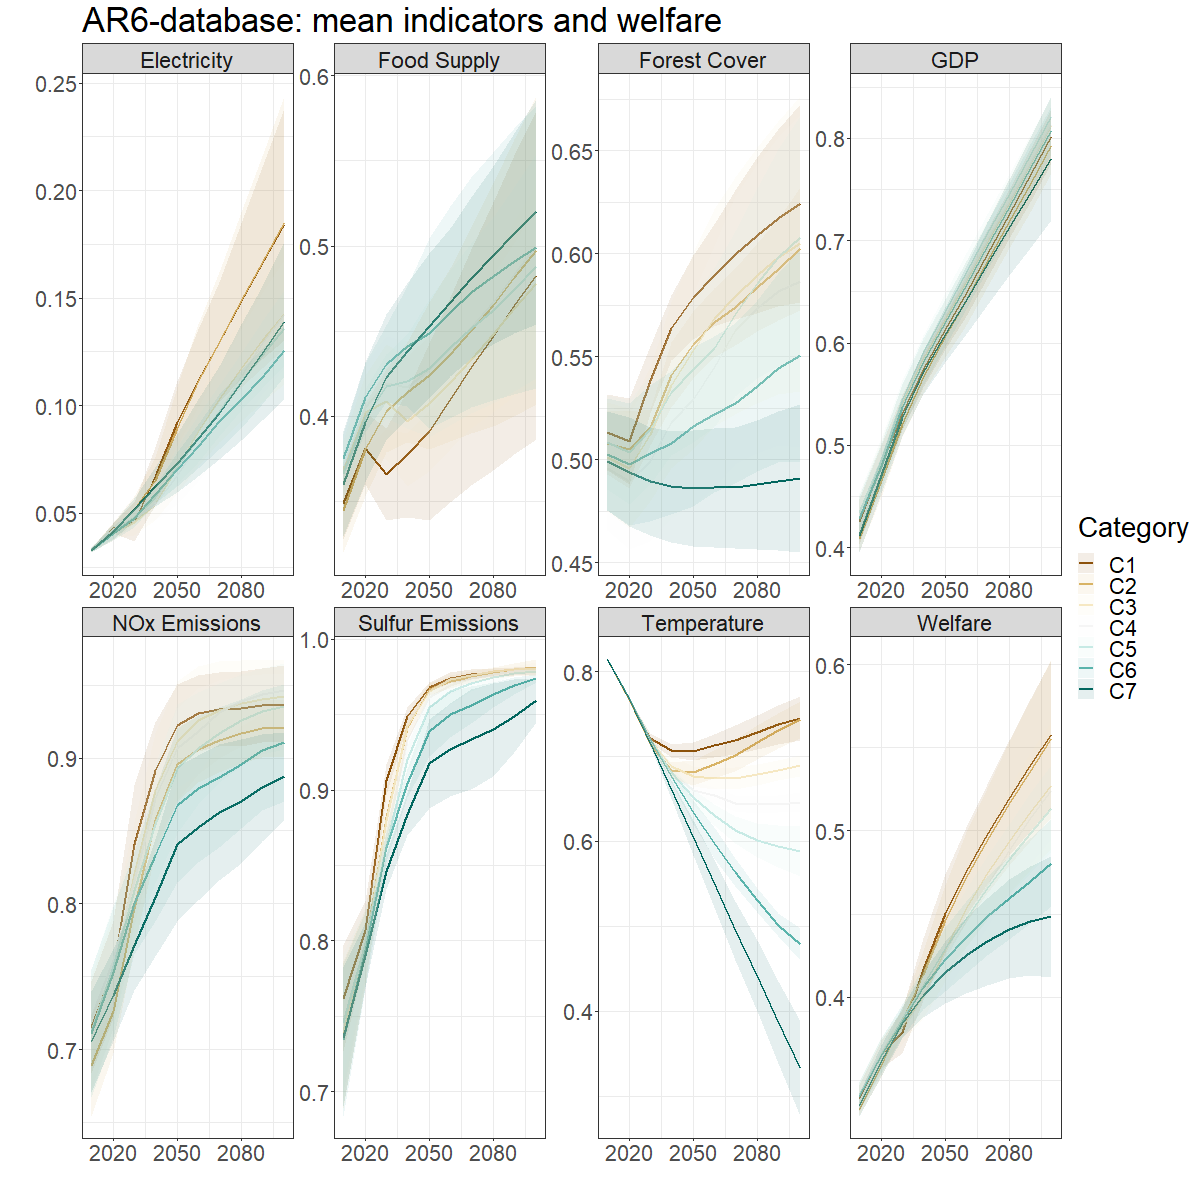 AR6-database: mean indicators and welfare
Electricity
Food Supply
Forest Cover
GDP
0.25
0.20
0.15
0.10
0.05
0.6
0.5
0.4
0.65
0.60
0.55
0.50
0.45
0.8
0.7
0.6
0.5
0.4
2020 2050 2080
2020 2050 2080
2020 2050 2080
2020 2050 2080
NOx Emissions
Sulfur Emissions
Temperature
Welfare
0.9
0.8
0.7
1.0
0.9
0.8
0.7
0.8
0.6
0.4
0.6
0.5
0.4
2020 2050 2080
2020 2050 2080
2020 2050 2080
2020 2050 2080
Category
C1
C2
C3
C4
C5
C6
C7